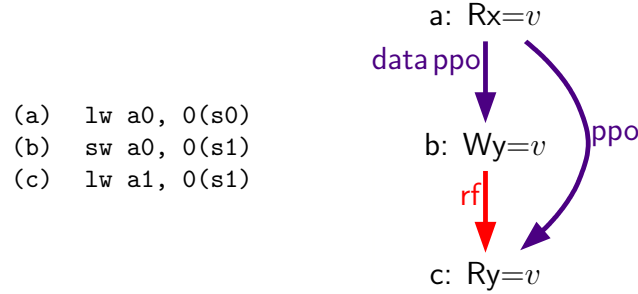 (a) lw a0, 0(s0)
(b) sw a0, 0(s1)
(c) lw a1, 0(s1)
a: Rx=v
data ppo
ppo
b: Wy=v
rf
c: Ry=v